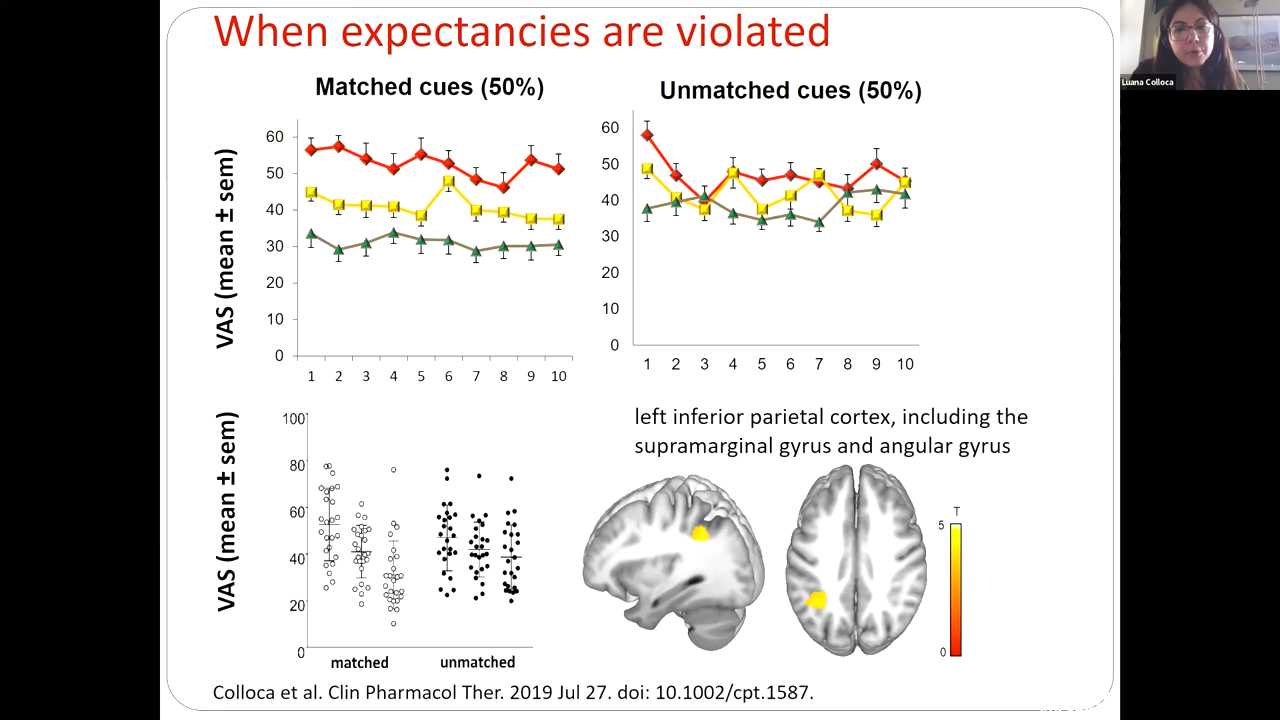 When expectancies are violated
Luana Colloca
Matched cues (50%)
Unmatched cues (50%)
VAS (mean ± sem)
60
50
40
30
20
10
0
1 2 3 4 5 6 7 8 9 10
60
50
40
30
20
10
0
1 2 3 4 5 6 7 8 9 10
VAS (mean ± sem)
100
80
60
40
20
0
matched unmatched
left inferior parietal cortex, including the
supramarginal gyrus and angular gyrus
T
5
0
Colloca et al. Clin Pharmacol Ther. 2019 Jul 27. doi: 10.1002/cpt.1587.